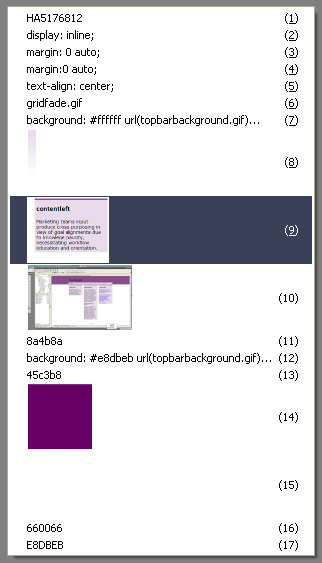 HA5176812 (1)
display: inline; (2)
margin: 0 auto; (3)
margin:0 auto; (4)
text-align: center; (5)
gridfade.gif (6)
background: #ffffff url(topbarbackground.gif)... (7)
(8)
contentleft
Marketing teams input
produce cross purposing in
view of goal alignments due
to knowlege paurity,
necessitating workflow
education and orientation.
(9)
(10)
8a4b8a (11)
background: #e8dbeb url(topbarbackground.gif)... (12)
45c3b8 (13)
(14)
(15)
660066 (16)
E8DBEB (17)